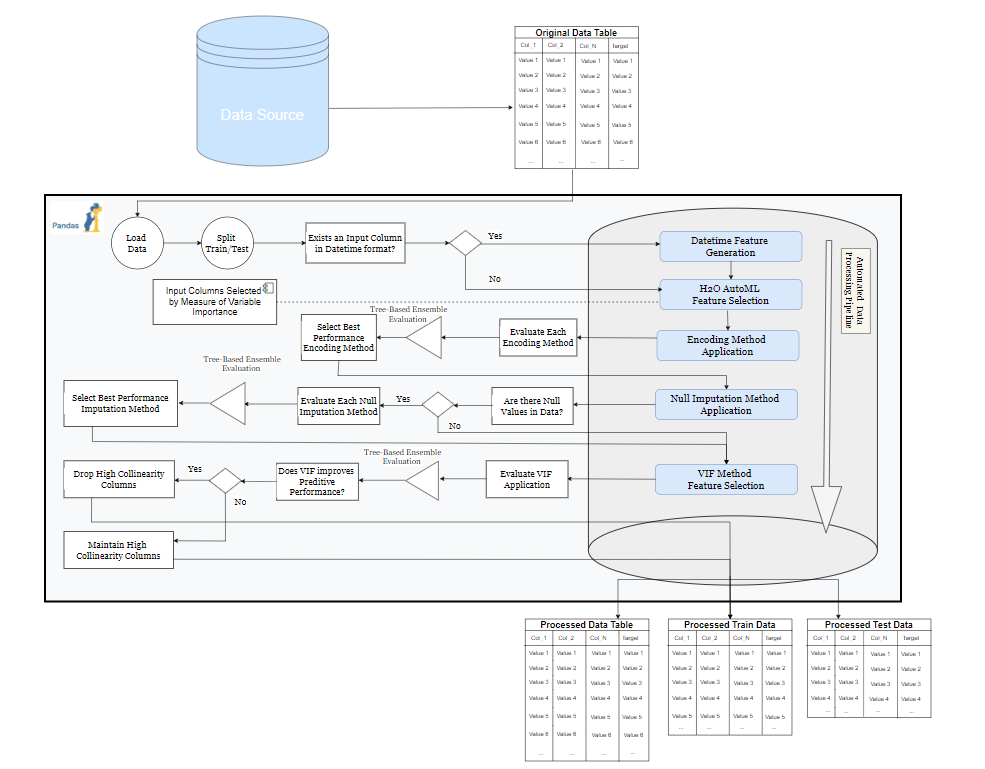 Data Source
Original Data Table
Col_1 Col_2 Col_N Target
Value 1 Value 1 Value 1 Value 1
Value 2 Value 2 Value 2 Value 2
Value 3 Value 3 Value 3 Value 3
Value 4 Value 4 Value 4 Value 4
Value 5 Value 5 Value 5 Value 5
Value 6 Value 6 Value 6 Value 6
... ... ... ...
Pandas
Load
Data
Split
Train/Test
Exists an Input Column
in Datetime format?
Yes
No
Datetime Feature
Generation
Automated Data
Processing Pipeline
Input Columns Selected
by Measure of Variable
Importance
H2O AutoML
Feature Selection
Tree-Based Ensemble
Evaluation
Select Best
Performance
Encoding Method
Evaluate Each
Encoding Method
Encoding Method
Application
Tree-Based Ensemble
Evaluation
Select Best Performance
Imputation Method
Evaluate Each Null
Imputation Method
Yes
No
Are there Null
Values in Data?
Null Imputation Method
Application
Tree-Based Ensemble
Evaluation
Drop High Collinearity
Columns
Yes
No
Does VIF improves
Preditive
Performance?
Evaluate VIF
Application
VIF Method
Feature Selection
Maintain High
Collinearity Columns
Processed Data Table
Col_1 Col_2 Col_N Target
Value 1 Value 1 Value 1 Value 1
Value 2 Value 2 Value 2 Value 2
Value 3 Value 3 Value 3 Value 3
Value 4 Value 4 Value 4 Value 4
Value 5 Value 5 Value 5 Value 5
Value 6 Value 6 Value 6 Value 6
... ... ... ...
Processed Train Data
Col_1 Col_2 Col_N Target
Value 1 Value 1 Value 1 Value 1
Value 2 Value 2 Value 2 Value 2
Value 3 Value 3 Value 3 Value 3
Value 4 Value 4 Value 4 Value 4
Value 5 Value 5 Value 5 Value 5
... ... ... ...
Processed Test Data
Col_1 Col_2 Col_N Target
Value 1 Value 1 Value 1 Value 1
Value 2 Value 2 Value 2 Value 2
Value 3 Value 3 Value 3 Value 3
Value 4 Value 4 Value 4 Value 4
... ... ... ...